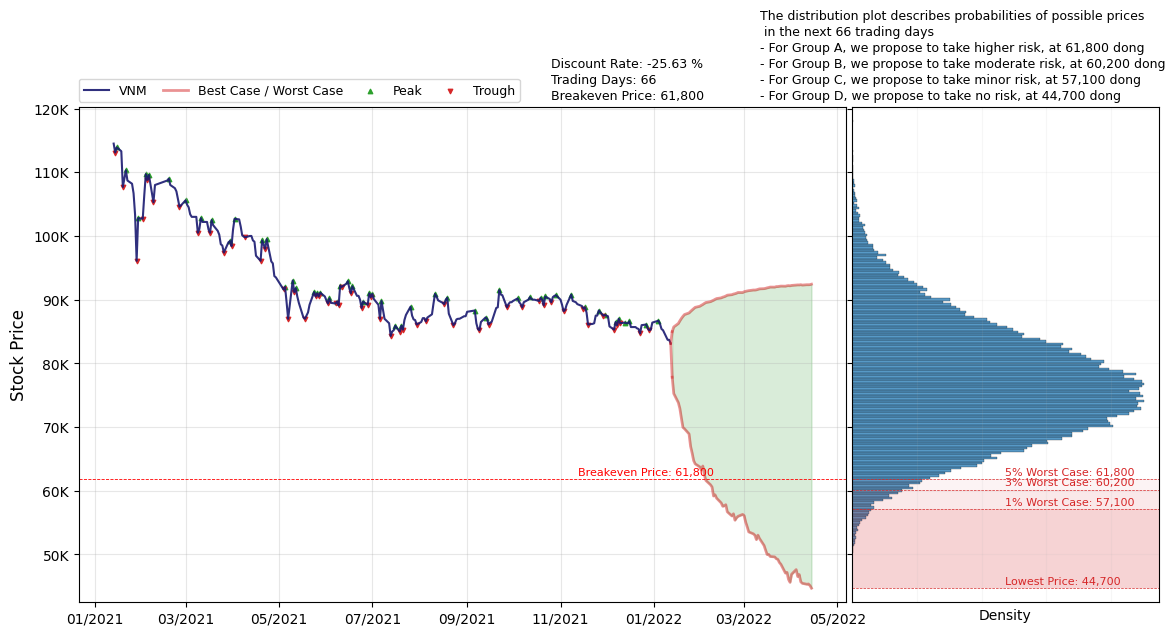 The distribution plot describes probabilities of possible prices
in the next 66 trading days
- For Group A, we propose to take higher risk, at 61,800 dong
- For Group B, we propose to take moderate risk, at 60,200 dong
- For Group C, we propose to take minor risk, at 57,100 dong
- For Group D, we propose to take no risk, at 44,700 dong
Discount Rate: -25.63 %
Trading Days: 66
Breakeven Price: 61,800
VNM
Best Case / Worst Case
Peak
Trough
120K
110K
100K
90K
80K
70K
60K
50K
Stock Price
Breakeven Price: 61,800
5% Worst Case: 61,800
3% Worst Case: 60,200
1% Worst Case: 57,100
Lowest Price: 44,700
01/2021
03/2021
05/2021
07/2021
09/2021
11/2021
01/2022
03/2022
05/2022
Density